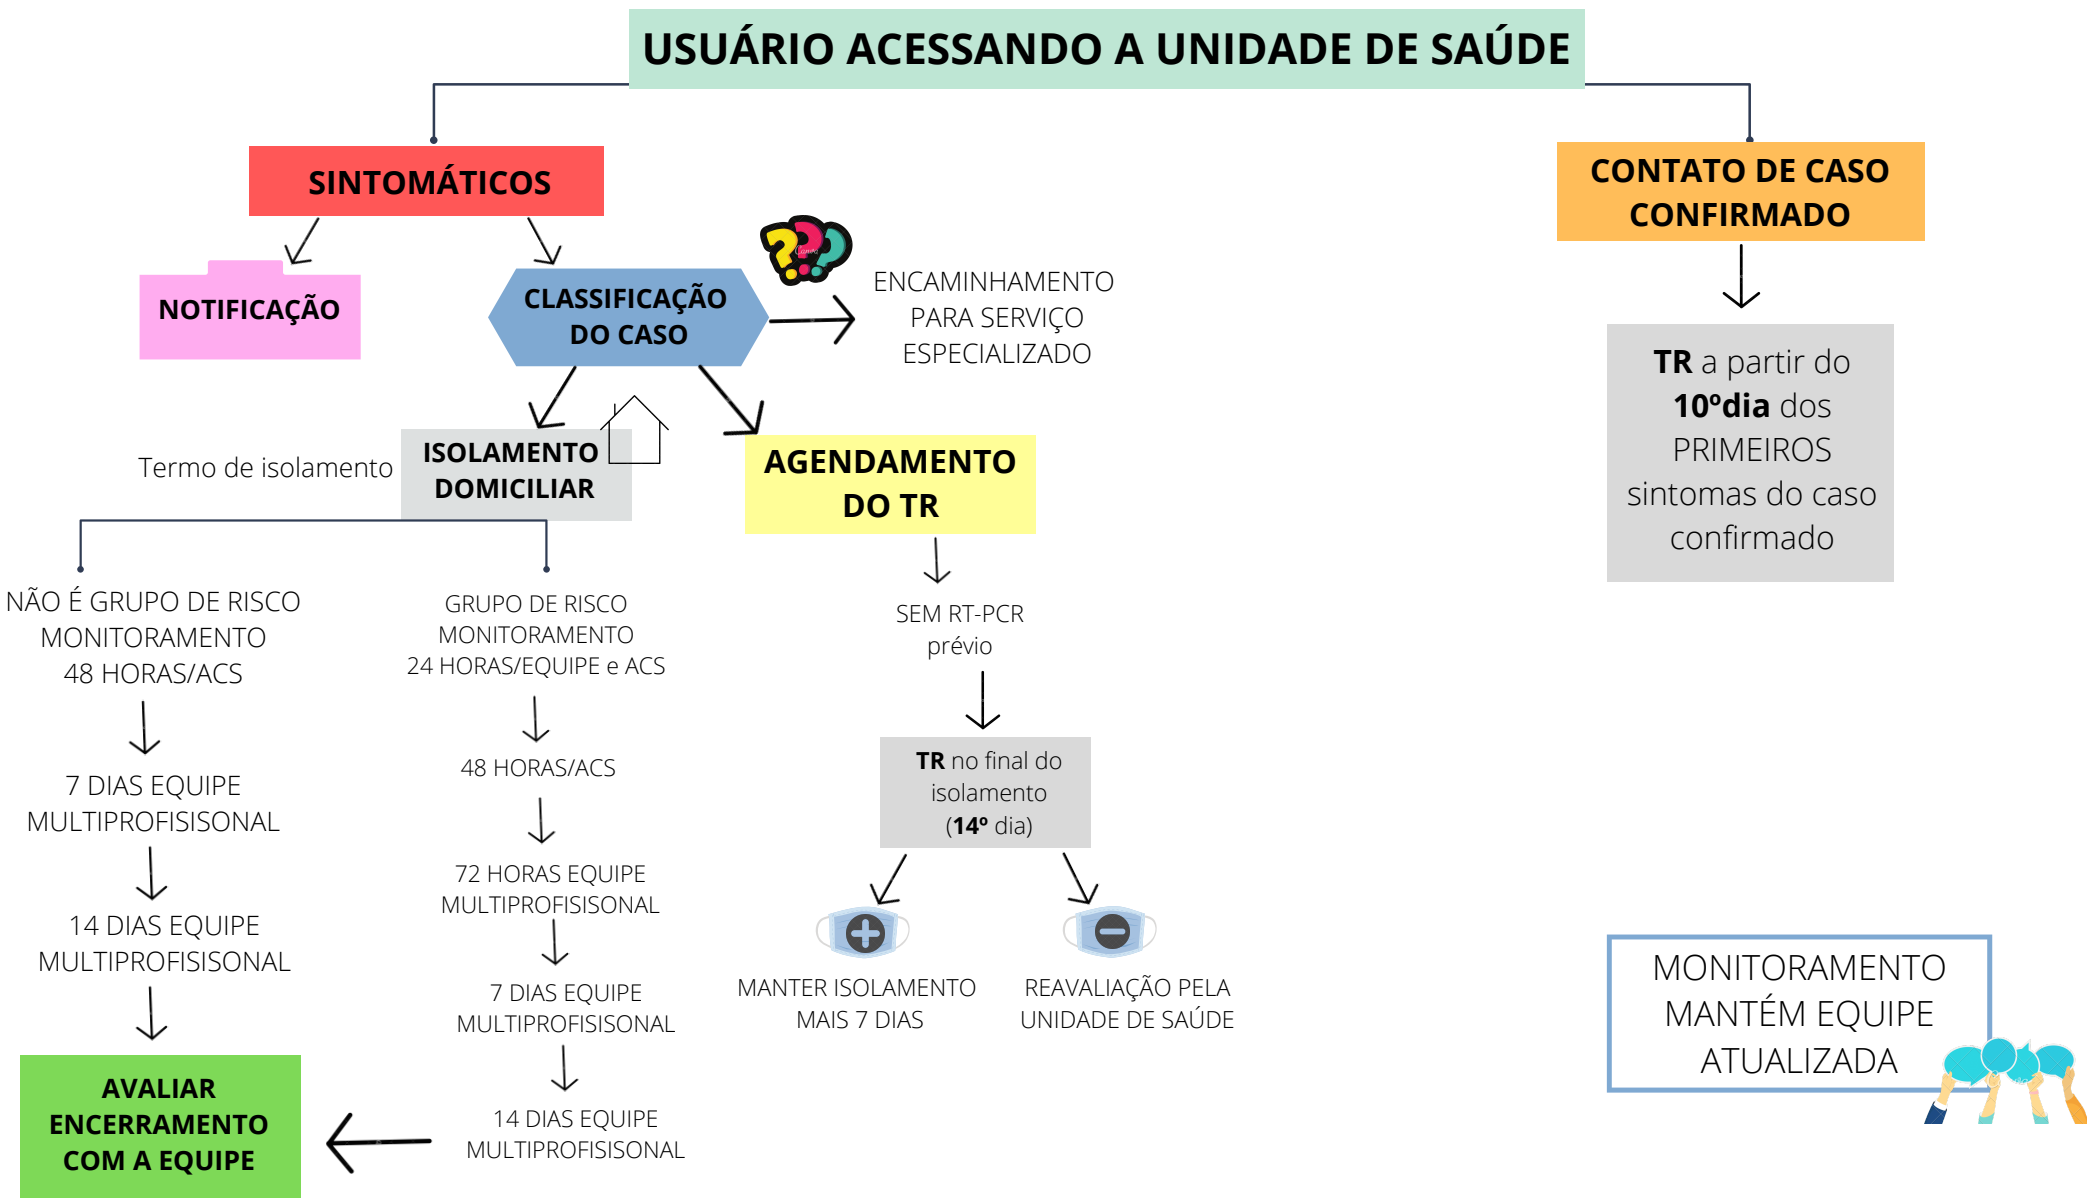 USUÁRIO ACESSANDO A UNIDADE DE SAÚDE
SINTOMÁTICOS
CONTATO DE CASO
CONFIRMADO
NOTIFICAÇÃO
CLASSIFICAÇÃO
DO CASO
ENCAMINHAMENTO
PARA SERVIÇO
ESPECIALIZADO
TR a partir do
10ºdia dos
PRIMEIROS
sintomas do caso
confirmado
Termo de isolamento
ISOLAMENTO
DOMICILIAR
AGENDAMENTO
DO TR
NÃO É GRUPO DE RISCO
MONITORAMENTO
48 HORAS/ACS
7 DIAS EQUIPE
MULTIPROFISISONAL
14 DIAS EQUIPE
MULTIPROFISISONAL
AVALIAR
ENCERRAMENTO
COM A EQUIPE
GRUPO DE RISCO
MONITORAMENTO
24 HORAS/EQUIPE e ACS
48 HORAS/ACS
72 HORAS EQUIPE
MULTIPROFISISONAL
7 DIAS EQUIPE
MULTIPROFISISONAL
14 DIAS EQUIPE
MULTIPROFISISONAL
SEM RT-PCR
prévio
TR no final do
isolamento
(14º dia)
MANTER ISOLAMENTO
MAIS 7 DIAS
REAVALIAÇÃO PELA
UNIDADE DE SAÚDE
MONITORAMENTO
MANTÉM EQUIPE
ATUALIZADA